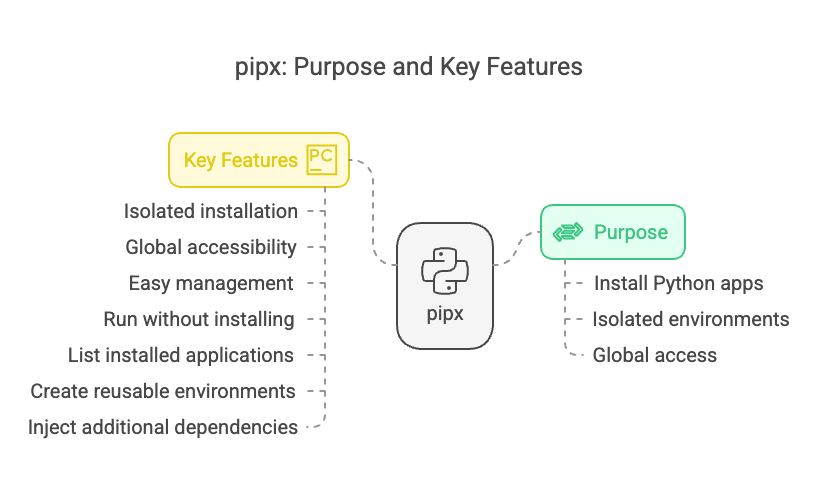 pipx: Purpose and Key Features
Key Features
PC
Isolated installation
Global accessibility
Easy management
Run without installing
List installed applications
Create reusable environments
Inject additional dependencies
pipx
Purpose
Install Python apps
Isolated environments
Global access